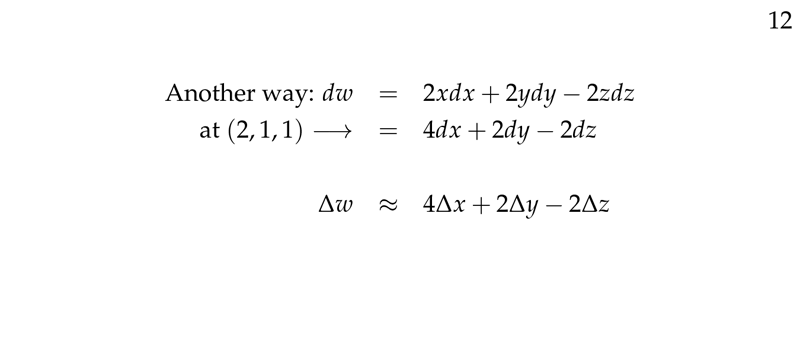 12
Another way: dw = 2xdx + 2ydy − 2zdz
at (2, 1, 1) ⟶ = 4dx + 2dy − 2dz
Δw ≈ 4Δx + 2Δy − 2Δz